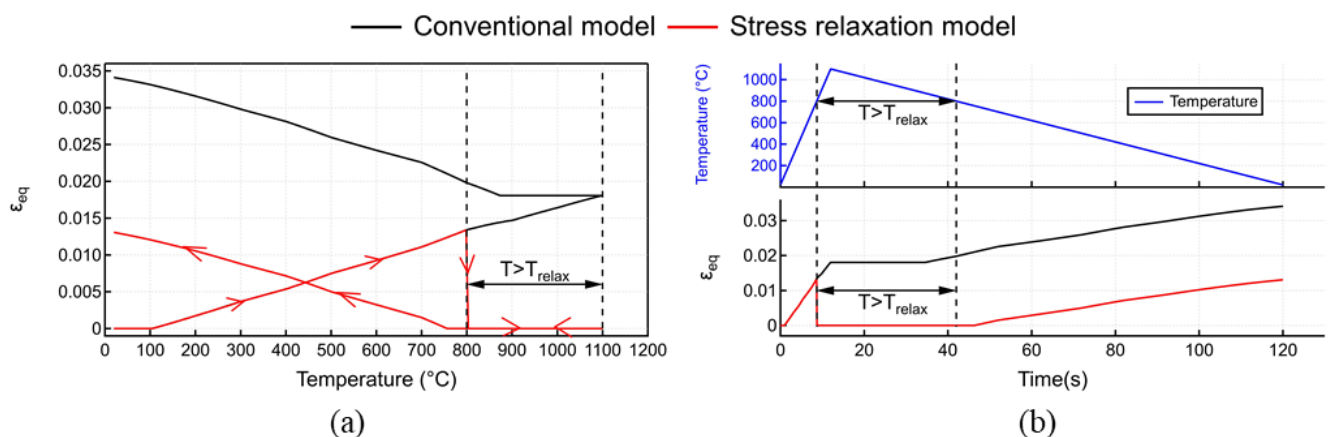 Conventional model Stress relaxation model
0.035
0.030
0.025
0.020
0.015
0.010
0.005
0
ε_eq
T>T_relax
0 100 200 300 400 500 600 700 800 900 1000 1100 1200
Temperature (°C)
(a)
1000
800
600
400
200
Temperature (°C)
Temperature
T>T_relax
0.03
0.02
0.01
0
ε_eq
T>T_relax
0 20 40 60 80 100 120
Time(s)
(b)